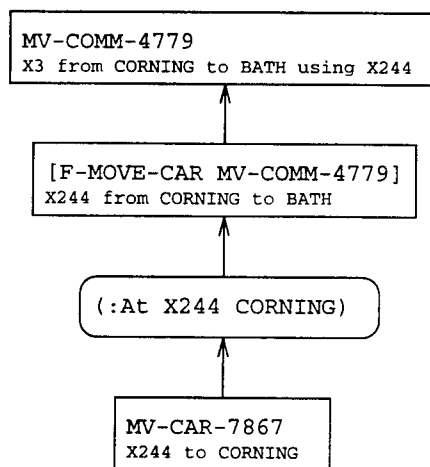 MV-COMM-4779
X3 from CORNING to BATH using X244
[F-MOVE-CAR MV-COMM-4779]
X244 from CORNING to BATH
(:At X244 CORNING)
MV-CAR-7867
X244 to CORNING